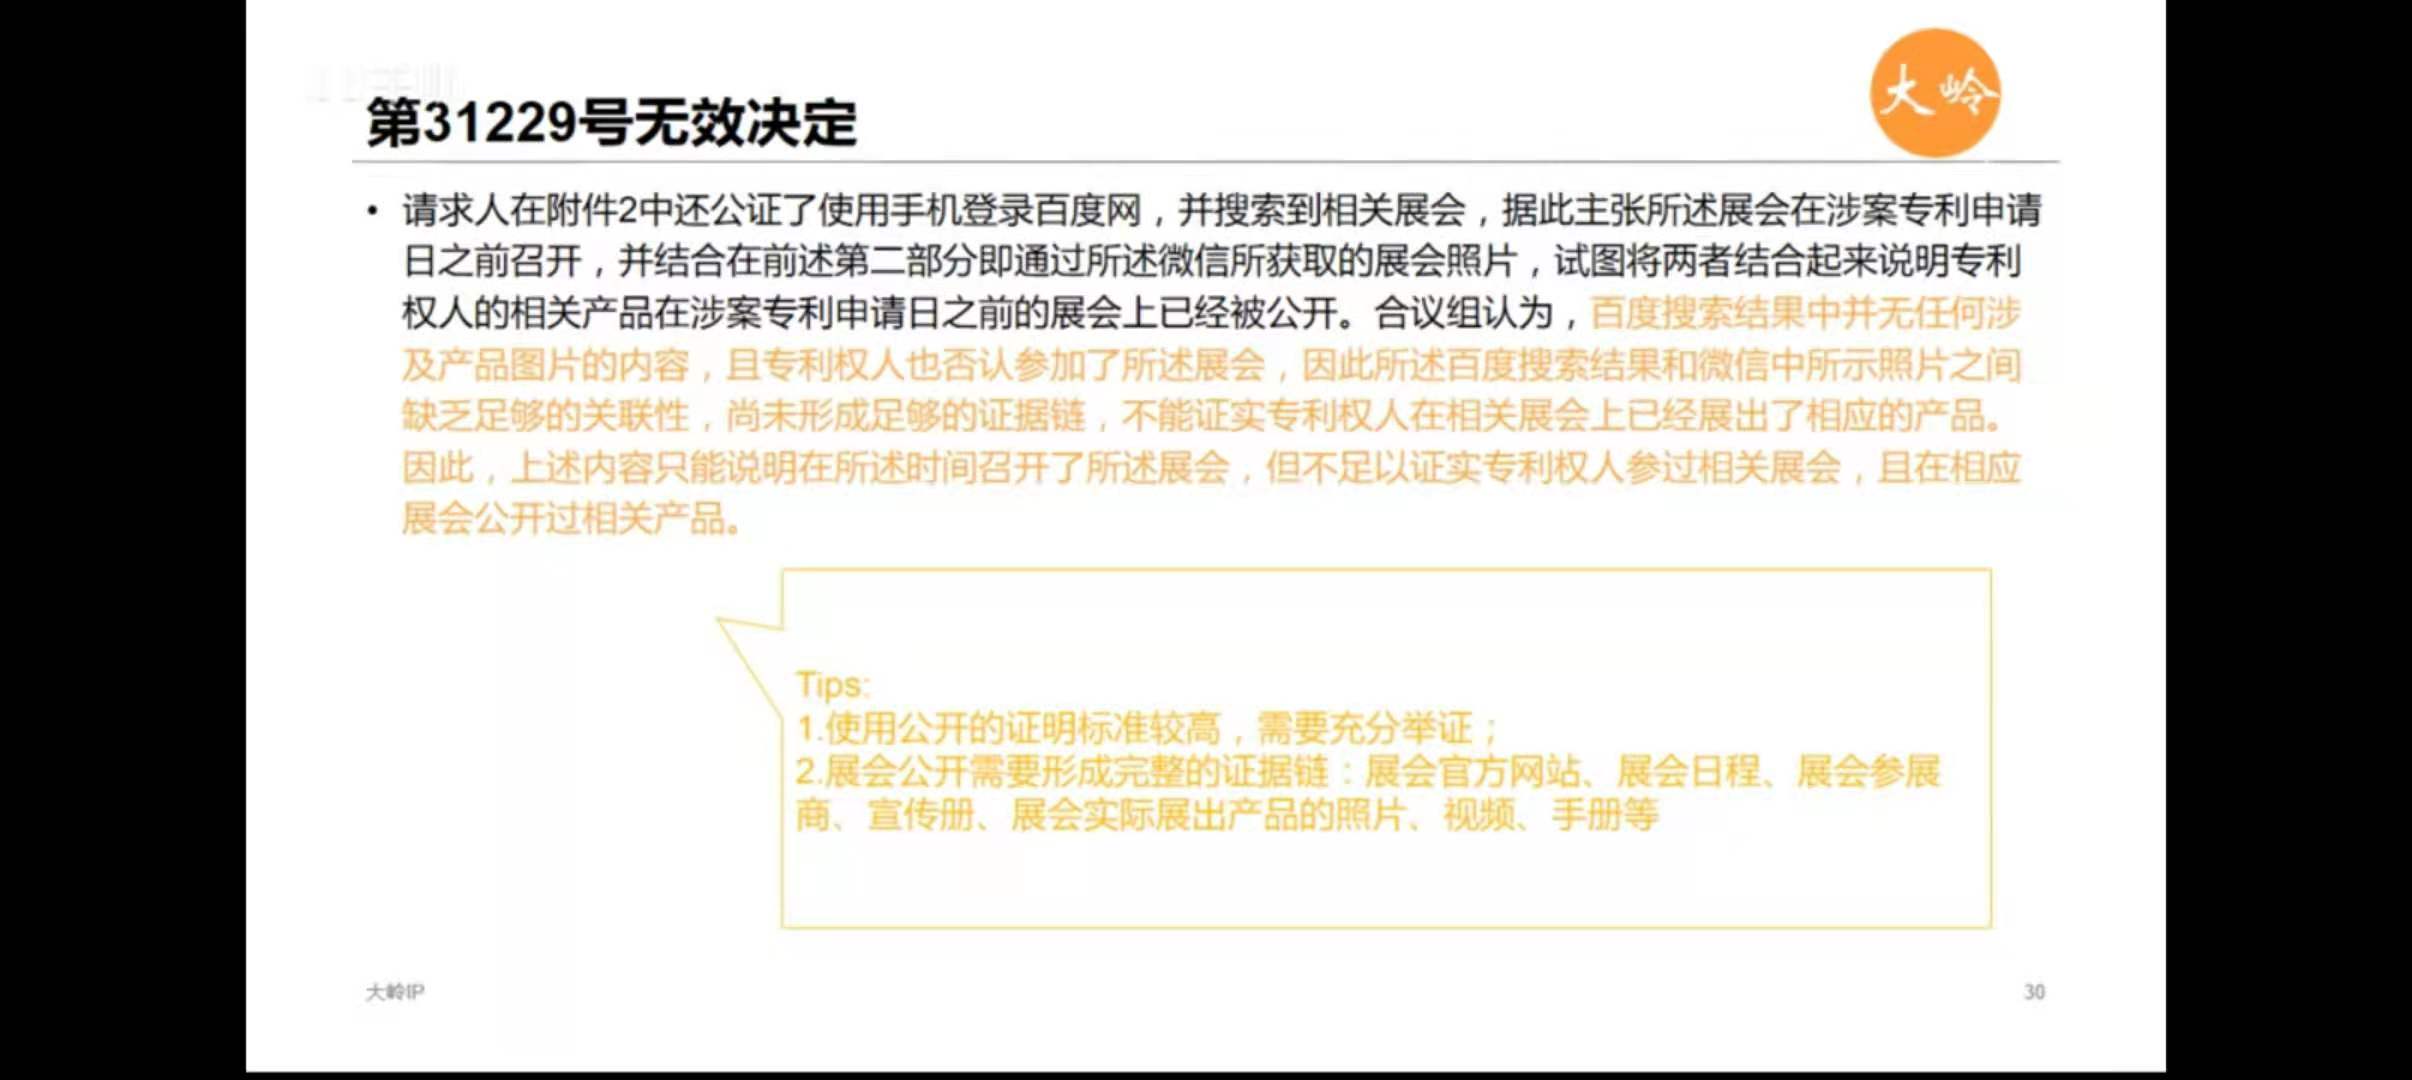 大岭
第31229号无效决定
• 请求人在附件2中还公证了使用手机登录百度网，并搜索到相关展会，据此主张所述展会在涉案专利申请
日之前召开，并结合在前述第二部分即通过所述微信所获取的展会照片，试图将两者结合起来说明专利
权人的相关产品在涉案专利申请日之前的展会上已经被公开。合议组认为，百度搜索结果中并无任何涉
及产品图片的内容，且专利权人也否认参加了所述展会，因此所述百度搜索结果和微信中所示照片之间
缺乏足够的关联性，尚未形成足够的证据链，不能证实专利权人在相关展会上已经展出了相应的产品。
因此，上述内容只能说明在所述时间召开了所述展会，但不足以证实专利权人参过相关展会，且在相应
展会公开过相关产品。
Tips:
1.使用公开的证明标准较高，需要充分举证；
2.展会公开需要形成完整的证据链：展会官方网站、展会日程、展会参展
商、宣传册、展会实际展出产品的照片、视频、手册等
大岭IP
30